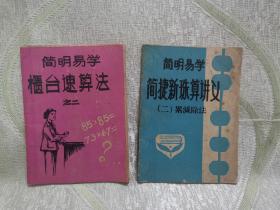 简明易学
櫃台速算法
之二
85×85=
73×67=
?
简明易学
简捷新珠算讲义
(二)累减除法